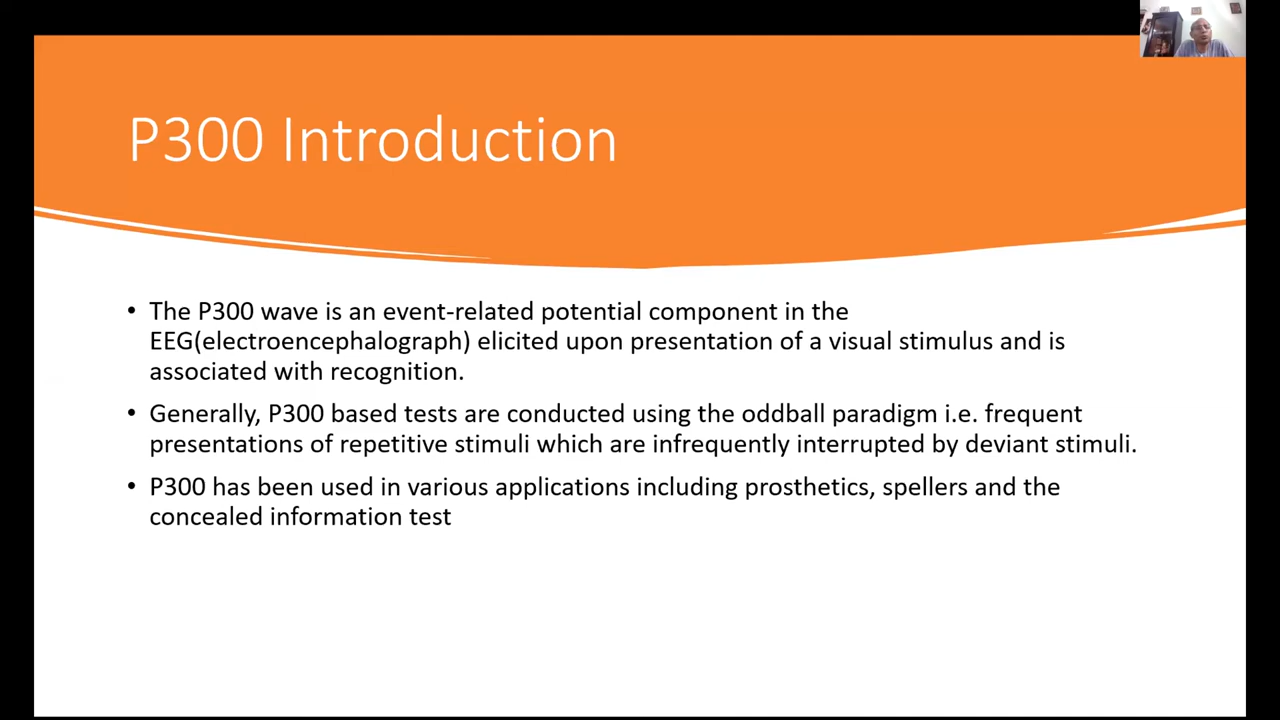 P300 Introduction
• The P300 wave is an event-related potential component in the
EEG(electroencephalograph) elicited upon presentation of a visual stimulus and is
associated with recognition.
• Generally, P300 based tests are conducted using the oddball paradigm i.e. frequent
presentations of repetitive stimuli which are infrequently interrupted by deviant stimuli.
• P300 has been used in various applications including prosthetics, spellers and the
concealed information test